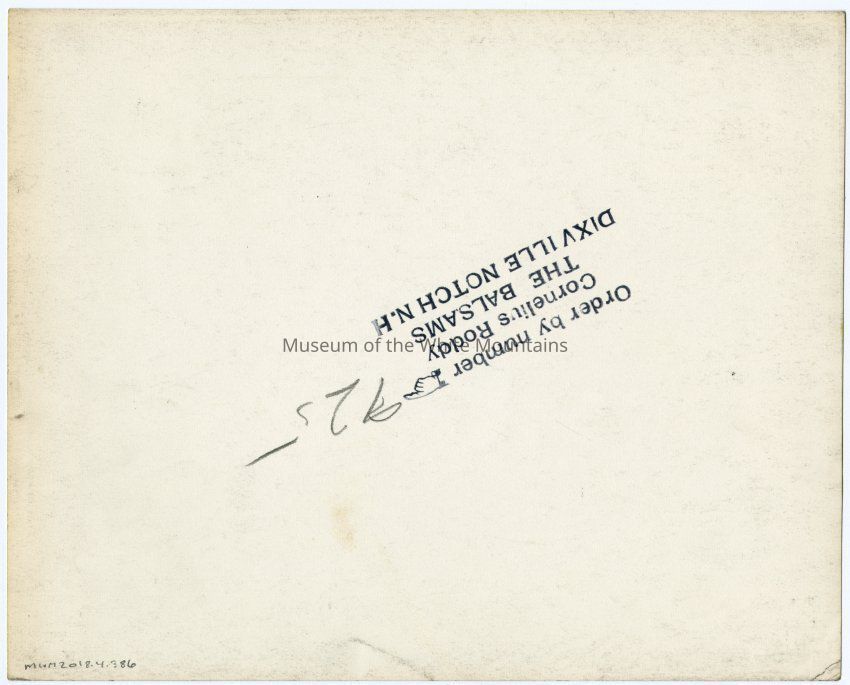 Order by number
Cornelius Roddy
THE BALSAMS
DIXVILLE NOTCH N.H
925
Museum of the White Mountains
MWM2018.4.386